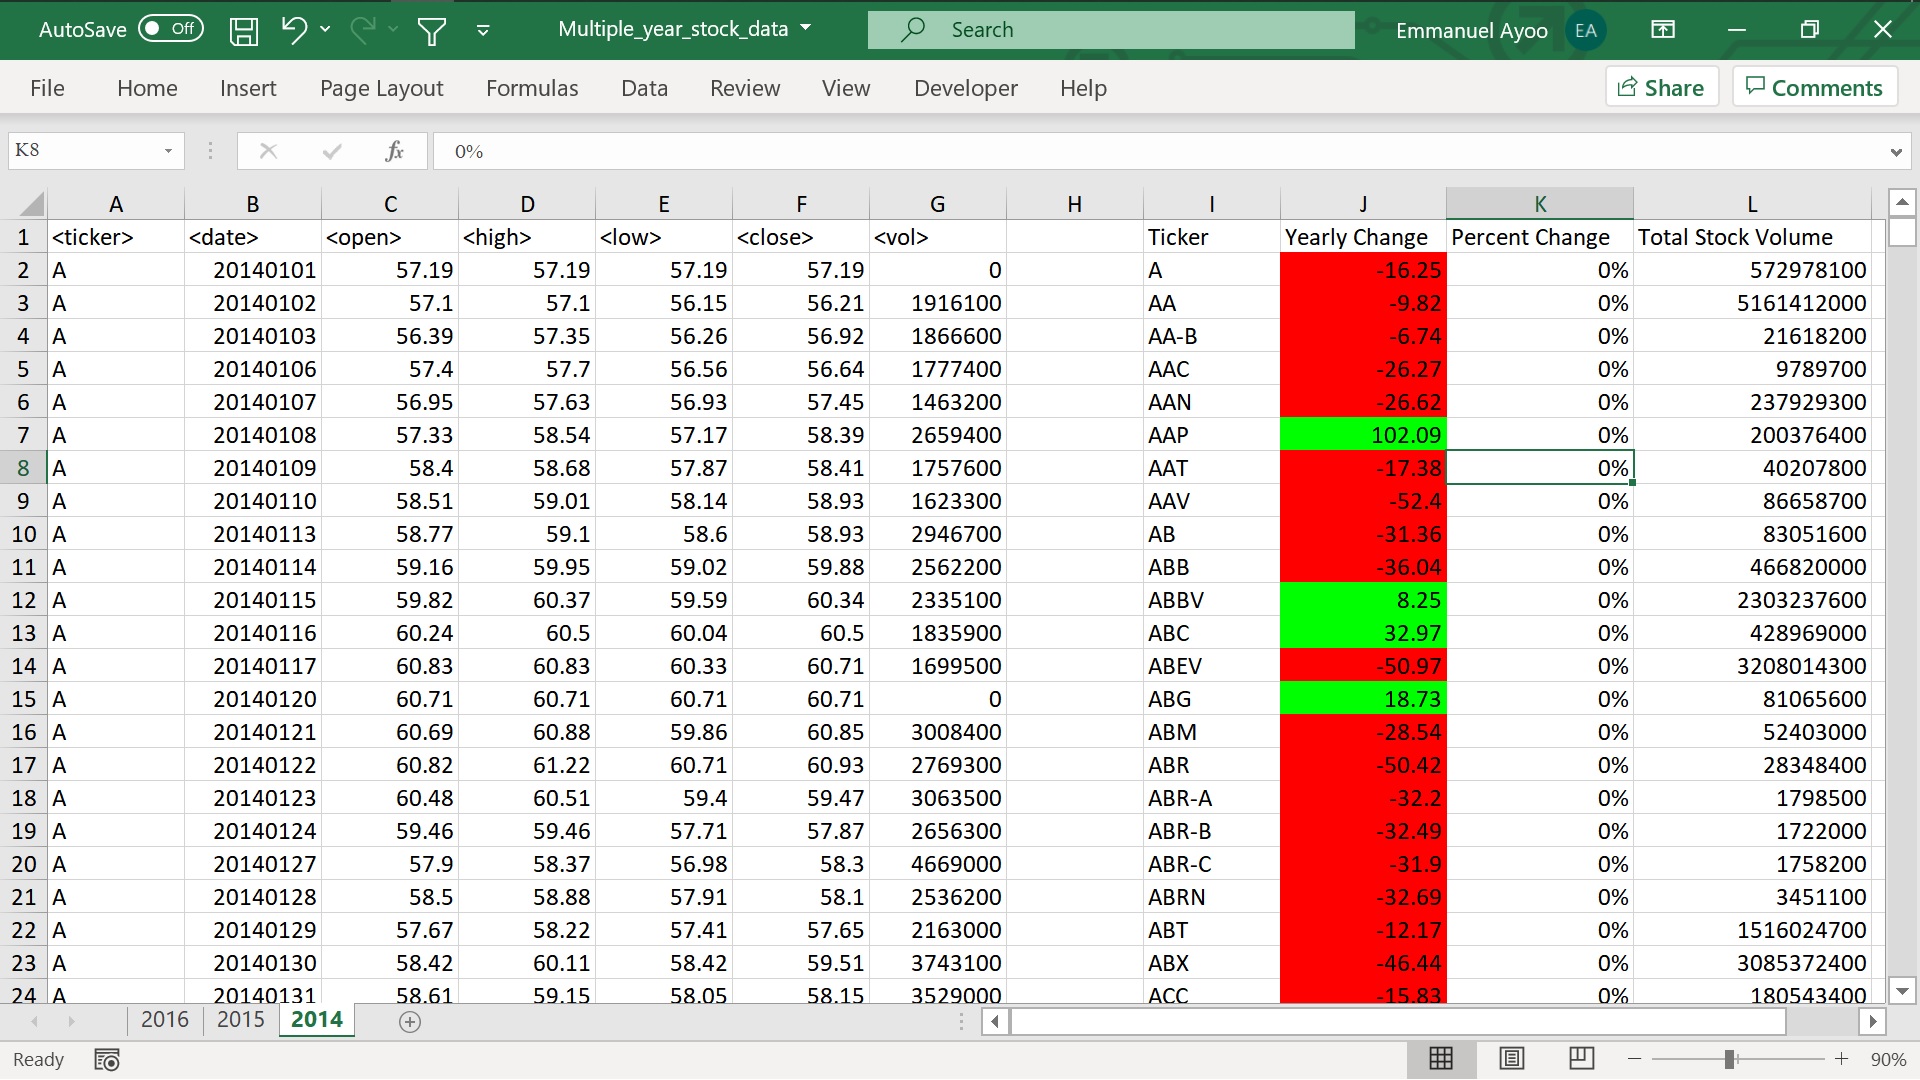 AutoSave Off Multiple_year_stock_data Search Emmanuel Ayoo EA
File Home Insert Page Layout Formulas Data Review View Developer Help Share Comments
K8 fx 0%
A B C D E F G H I J K L
1 <ticker> <date> <open> <high> <low> <close> <vol> Ticker Yearly Change Percent Change Total Stock Volume
2 A 20140101 57.19 57.19 57.19 57.19 0 A -16.25 0% 572978100
3 A 20140102 57.1 57.1 56.15 56.21 1916100 AA -9.82 0% 5161412000
4 A 20140103 56.39 57.35 56.26 56.92 1866600 AA-B -6.74 0% 21618200
5 A 20140106 57.4 57.7 56.56 56.64 1777400 AAC -26.27 0% 9789700
6 A 20140107 56.95 57.63 56.93 57.45 1463200 AAN -26.62 0% 237929300
7 A 20140108 57.33 58.54 57.17 58.39 2659400 AAP 102.09 0% 200376400
8 A 20140109 58.4 58.68 57.87 58.41 1757600 AAT -17.38 0% 40207800
9 A 20140110 58.51 59.01 58.14 58.93 1623300 AAV -52.4 0% 86658700
10 A 20140113 58.77 59.1 58.6 58.93 2946700 AB -31.36 0% 83051600
11 A 20140114 59.16 59.95 59.02 59.88 2562200 ABB -36.04 0% 466820000
12 A 20140115 59.82 60.37 59.59 60.34 2335100 ABBV 8.25 0% 2303237600
13 A 20140116 60.24 60.5 60.04 60.5 1835900 ABC 32.97 0% 428969000
14 A 20140117 60.83 60.83 60.33 60.71 1699500 ABEV -50.97 0% 3208014300
15 A 20140120 60.71 60.71 60.71 60.71 0 ABG 18.73 0% 81065600
16 A 20140121 60.69 60.88 59.86 60.85 3008400 ABM -28.54 0% 52403000
17 A 20140122 60.82 61.22 60.71 60.93 2769300 ABR -50.42 0% 28348400
18 A 20140123 60.48 60.51 59.4 59.47 3063500 ABR-A -32.2 0% 1798500
19 A 20140124 59.46 59.46 57.71 57.87 2656300 ABR-B -32.49 0% 1722000
20 A 20140127 57.9 58.37 56.98 58.3 4669000 ABR-C -31.9 0% 1758200
21 A 20140128 58.5 58.88 57.91 58.1 2536200 ABRN -32.69 0% 3451100
22 A 20140129 57.67 58.22 57.41 57.65 2163000 ABT -12.17 0% 1516024700
23 A 20140130 58.42 60.11 58.42 59.51 3743100 ABX -46.44 0% 3085372400
24 A 20140131 58.61 59.15 58.05 58.15 3529000 ACC -15.83 0% 180543400
2016 2015 2014
Ready 90%